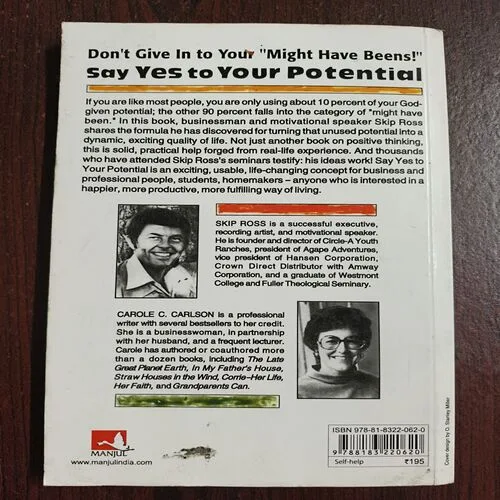 Don't Give In to Your "Might Have Beens!"
Say Yes to Your Potential
If you are like most people, you are only using about 10 percent of your God-
given potential; the other 90 percent falls into the category of "might have
been." In this book, businessman and motivational speaker Skip Ross
shares the formula he has discovered for turning that unused potential into a
dynamic, exciting quality of life. Not just another book on positive thinking,
this is solid, practical help forged from real-life experience. And thousands
who have attended Skip Ross's seminars testify: his ideas work! Say Yes to
Your Potential is an exciting, usable, life-changing concept for business and
professional people, students, homemakers – anyone who is interested in a
happier, more productive, more fulfilling way of living.
SKIP ROSS is a successful executive,
recording artist, and motivational speaker.
He is founder and director of Circle-A Youth
Ranches, president of Agape Adventures,
vice president of Hansen Corporation,
Crown Direct Distributor with Amway
Corporation, and a graduate of Westmont
College and Fuller Theological Seminary.
CAROLE C. CARLSON is a professional
writer with several bestsellers to her credit.
She is a businesswoman, in partnership
with her husband, and a frequent lecturer.
Carole has authored or coauthored more
than a dozen books, including The Late
Great Planet Earth, In My Father's House,
Straw Houses in the Wind, Corrie–Her Life,
Her Faith, and Grandparents Can.
MANJUL
www.manjulindia.com
ISBN 978-81-8322-062-0
9 788183 220620
Self-help ₹195
Cover design by D. Stanley Miller